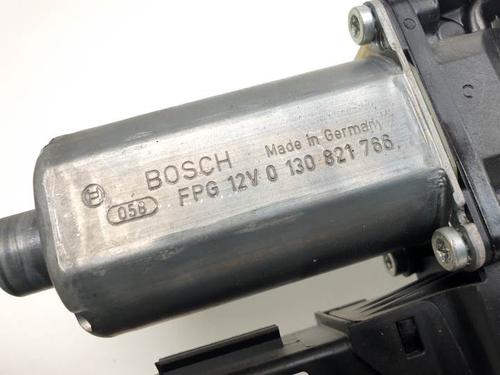 BOSCH Made in Germany
058 FPG 12V 0 130 821 766